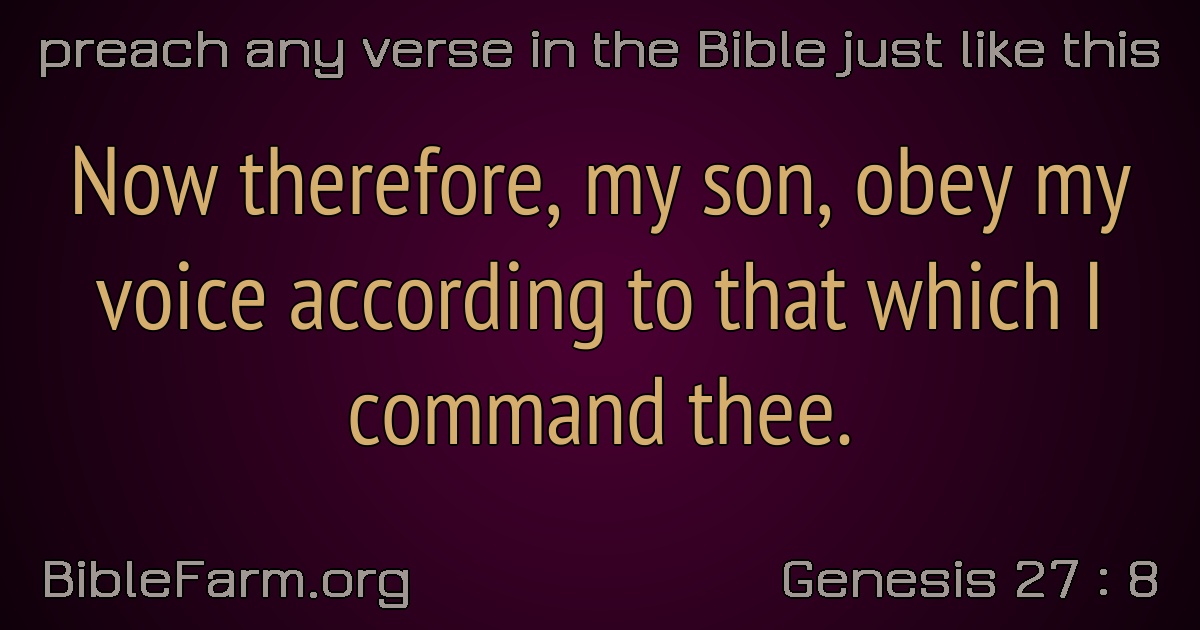 preach any verse in the Bible just like this
Now therefore, my son, obey my
voice according to that which I
command thee.
BibleFarm.org
Genesis 27 : 8